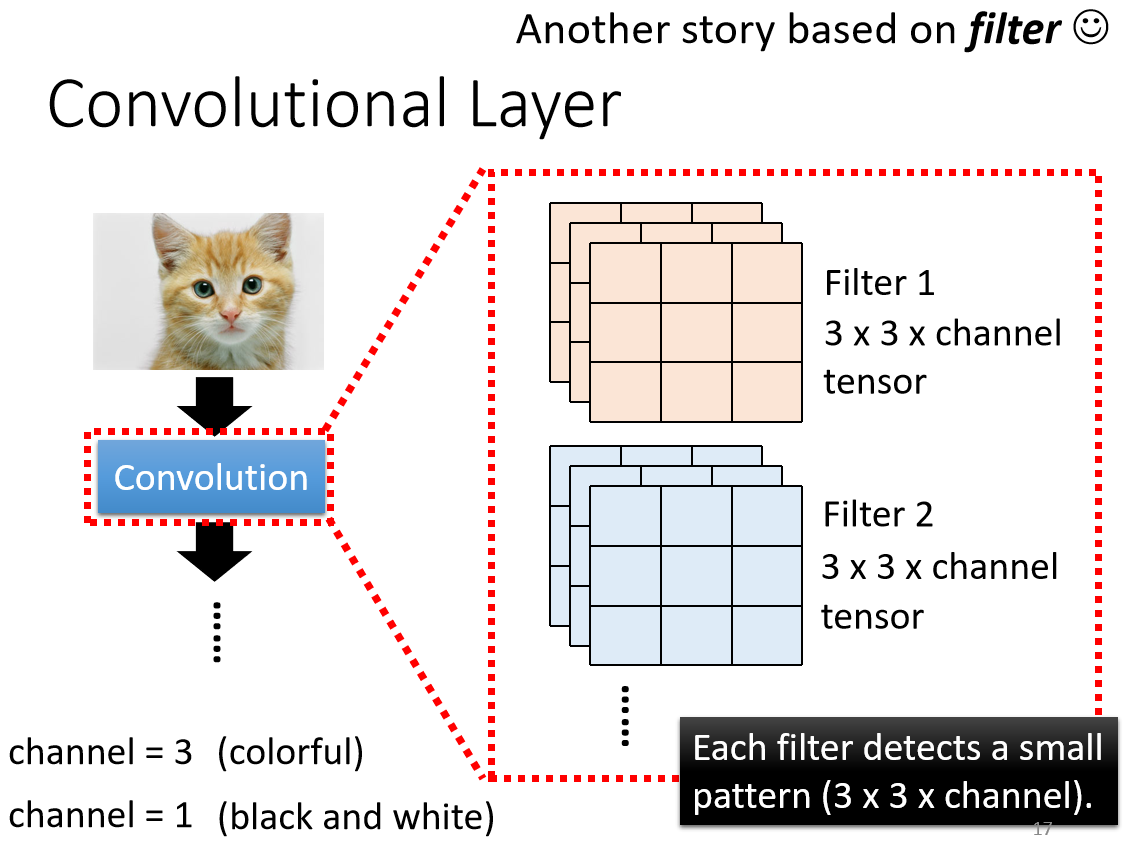 Another story based on filter ☺
Convolutional Layer
Convolution
Filter 1
3 x 3 x channel
tensor
Filter 2
3 x 3 x channel
tensor
channel = 3 (colorful)
channel = 1 (black and white)
Each filter detects a small
pattern (3 x 3 x channel).
17